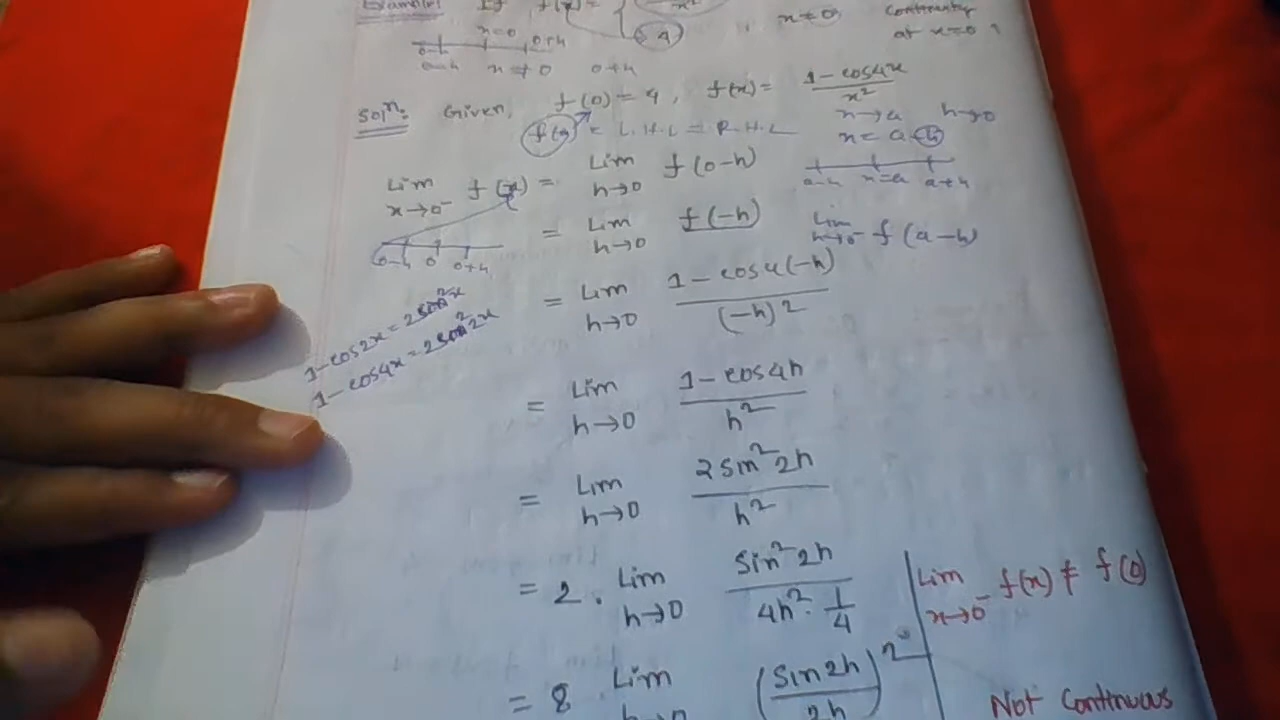 Example: If f(x) = { x² , x≠0, continuity
4 at x=0 ?
x=0
0-h 0+h
0-h x≠0 0+h
Solⁿ: Given, f(0) = 4, f(x) = (1-cos4x)/x²
x→a h→0
f(a) = L.H.L = R.H.L x = a-h
Lim x→0⁻ f(x) = Lim h→0 f(0-h)
a-h x=a a+h
= Lim h→0 f(-h) Lim h→0⁻ f(a-h)
0-h 0 0+h
= Lim h→0 (1-cos4(-h))/(-h)²
1-cos2x = 2sin²x
1-cos4x = 2sin²2x
= Lim h→0 (1-cos4h)/h²
= Lim h→0 (2sin²2h)/h²
= 2. Lim h→0 (Sin²2h)/(4h²·1/4)
Lim x→0⁻ f(x) ≠ f(0)
= 8 Lim h→0 (Sin2h/2h)²
Not Continuous